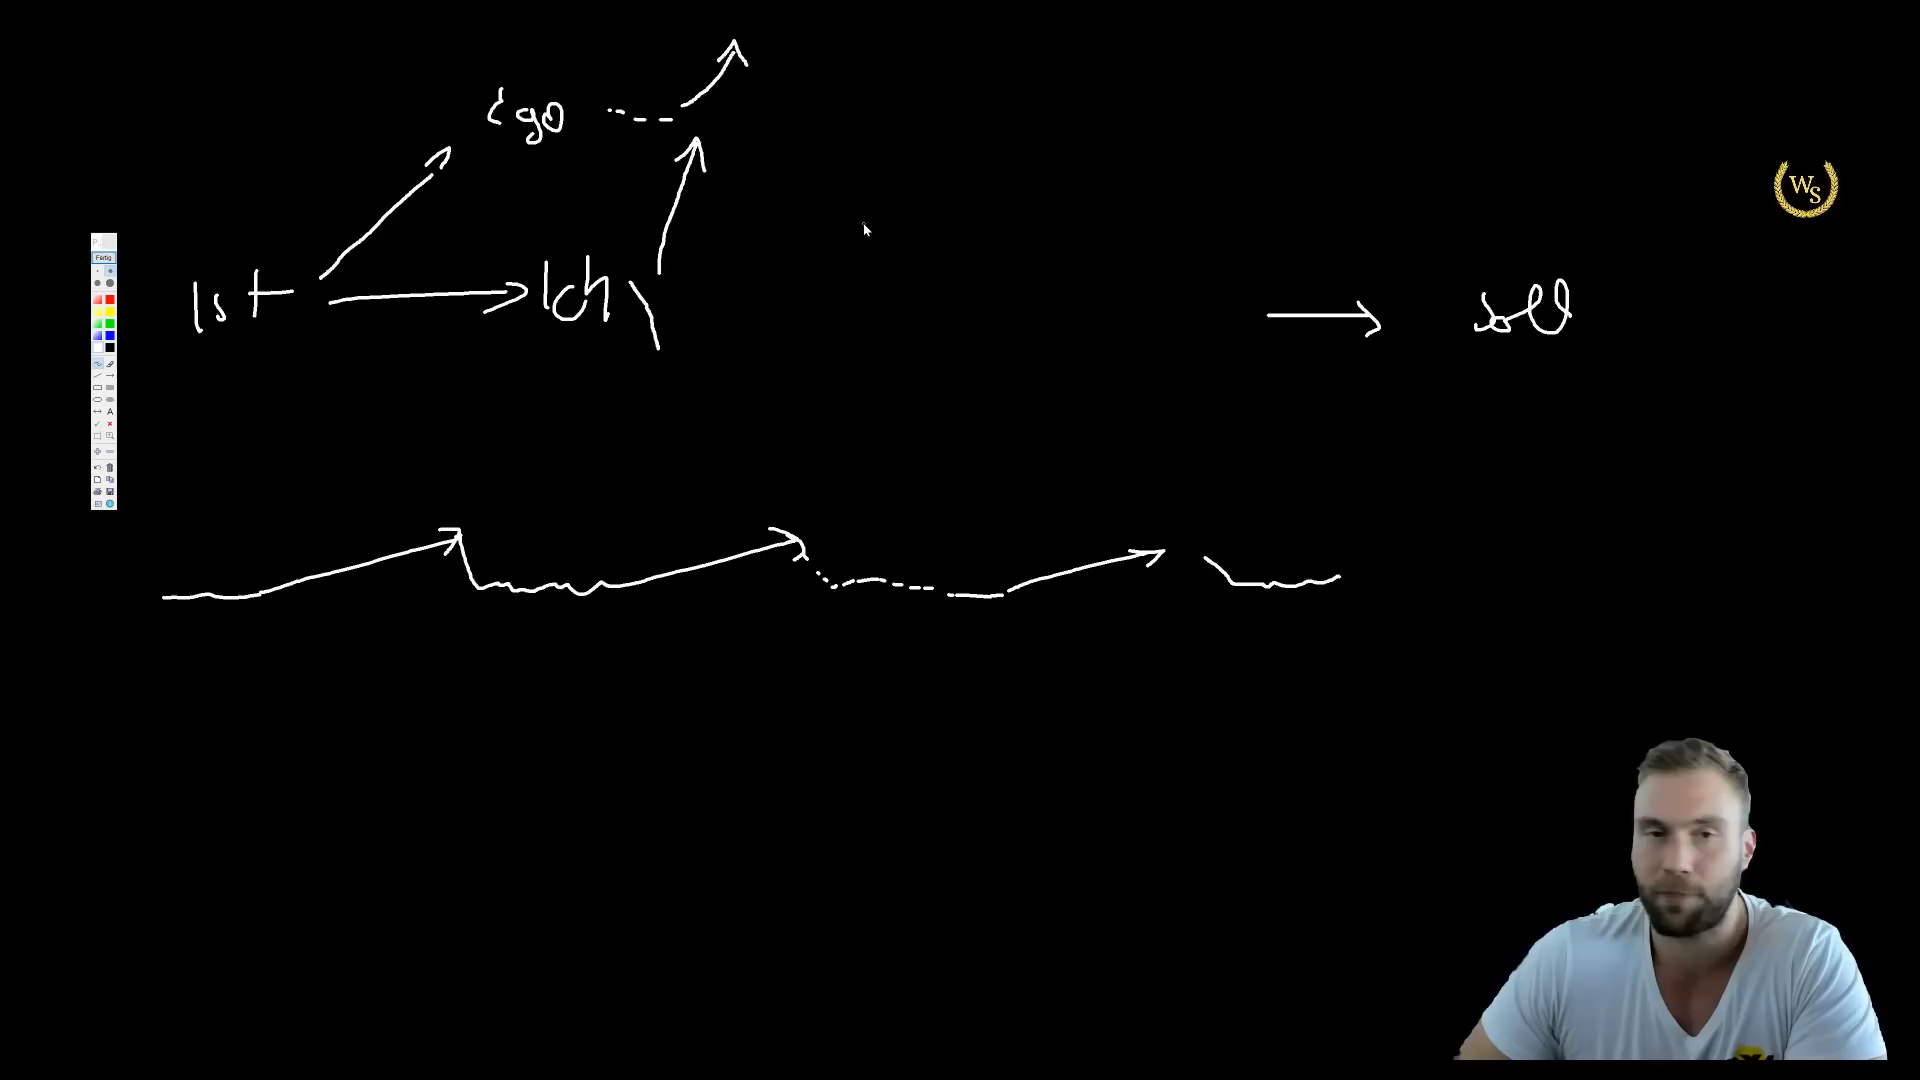 Ego
Ist Ich soll
WS
P..
Fertig
A